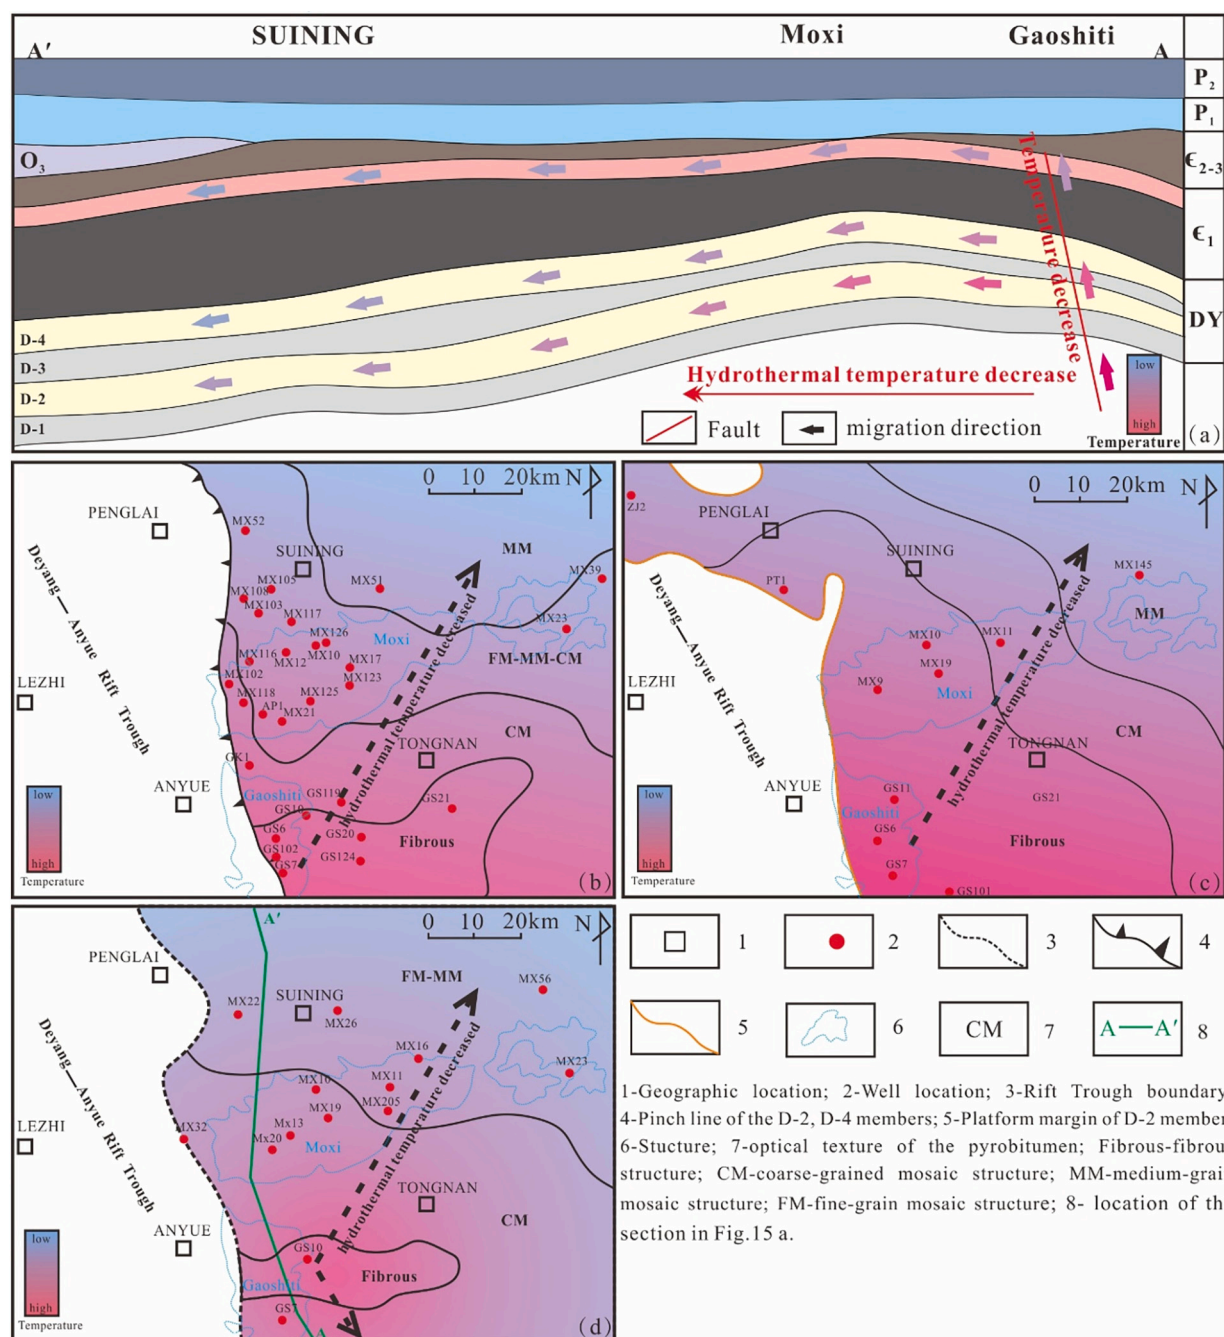 SUINING Moxi Gaoshiti
A′ A
P2
P1
O3
Є2-3
Є1
DY
D-4
D-3
D-2
D-1
Temperature decrease
Hydrothermal temperature decrease
Fault migration direction
low
high
Temperature
(a)
0 10 20km N
PENGLAI
MX52
SUINING
MM
MX105
MX51
MX39
MX108
MX103
MX117
MX23
MX126
Moxi
MX116
MX12
MX10
MX17
FM-MM-CM
MX102
MX123
MX118
MX125
AP1
MX21
LEZHI
Deyang—Anyue Rift Trough
hydrothermal temperature decreased
CM
TONGNAN
GK1
ANYUE
Gaoshiti
GS119
GS21
GS10
GS6
GS20
Fibrous
GS102
GS124
GS7
low
high
Temperature
(b)
0 10 20km N
ZJ2
PENGLAI
SUINING
PT1
MX145
MM
Deyang—Anyue Rift Trough
MX10
MX11
MX19
MX9
Moxi
LEZHI
hydrothermal temperature decreased
CM
TONGNAN
ANYUE
GS11
GS21
Gaoshiti
GS6
Fibrous
GS7
GS101
low
high
Temperature
(c)
A′
0 10 20km N
PENGLAI
FM-MM
MX56
SUINING
MX22
MX26
MX16
MX23
MX11
MX205
MX19
Mx13
Mx20
MX32
Moxi
LEZHI
Deyang—Anyue Rift Trough
hydrothermal temperature decreased
TONGNAN
CM
ANYUE
GS10
Fibrous
Gaoshiti
GS7
A
low
high
Temperature
(d)
1 2 3 4
5 6 CM 7 A—A′ 8
1-Geographic location; 2-Well location; 3-Rift Trough boundary
4-Pinch line of the D-2, D-4 members; 5-Platform margin of D-2 member
6-Stucture; 7-optical texture of the pyrobitumen; Fibrous-fibrou
structure; CM-coarse-grained mosaic structure; MM-medium-grai
mosaic structure; FM-fine-grain mosaic structure; 8- location of th
section in Fig.15 a.